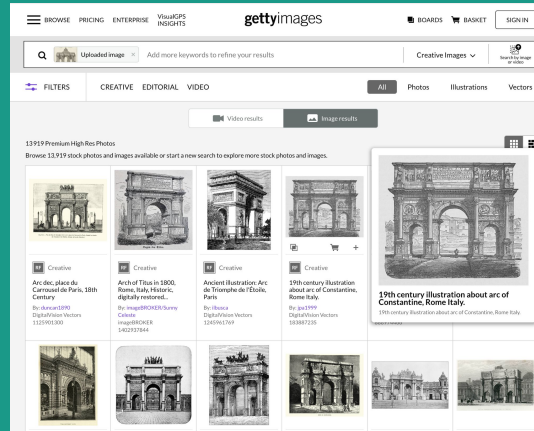 BROWSE PRICING ENTERPRISE VisualGPS INSIGHTS gettyimages BOARDS BASKET SIGN IN
Uploaded image × Add more keywords to refine your results Creative Images Search by image or video
FILTERS CREATIVE EDITORIAL VIDEO All Photos Illustrations Vectors
Video results Image results
13 919 Premium High Res Photos
Browse 13,919 stock photos and images available or start a new search to explore more stock photos and images.
RF Creative
Arc dec, place du
Carrousel de Paris, 18th
Century
By: duncan1890
DigitalVision Vectors
1125901300
RF Creative
Arch of Titus in 1800,
Rome, Italy, Historic,
digitally restored...
By: imageBROKER/Sunny
Celeste
imageBROKER
1402937844
RF Creative
Ancient illustration: Arc
de Triomphe de l'Étoile,
Paris
By: ilbusca
DigitalVision Vectors
1245961769
RF Creative
19th century illustration
about arc of Constantine,
Rome Italy.
By: jpa1999
DigitalVision Vectors
183887235
19th century illustration about arc of
Constantine, Rome Italy.
19th century illustration about arc of Constantine, Rome Italy.